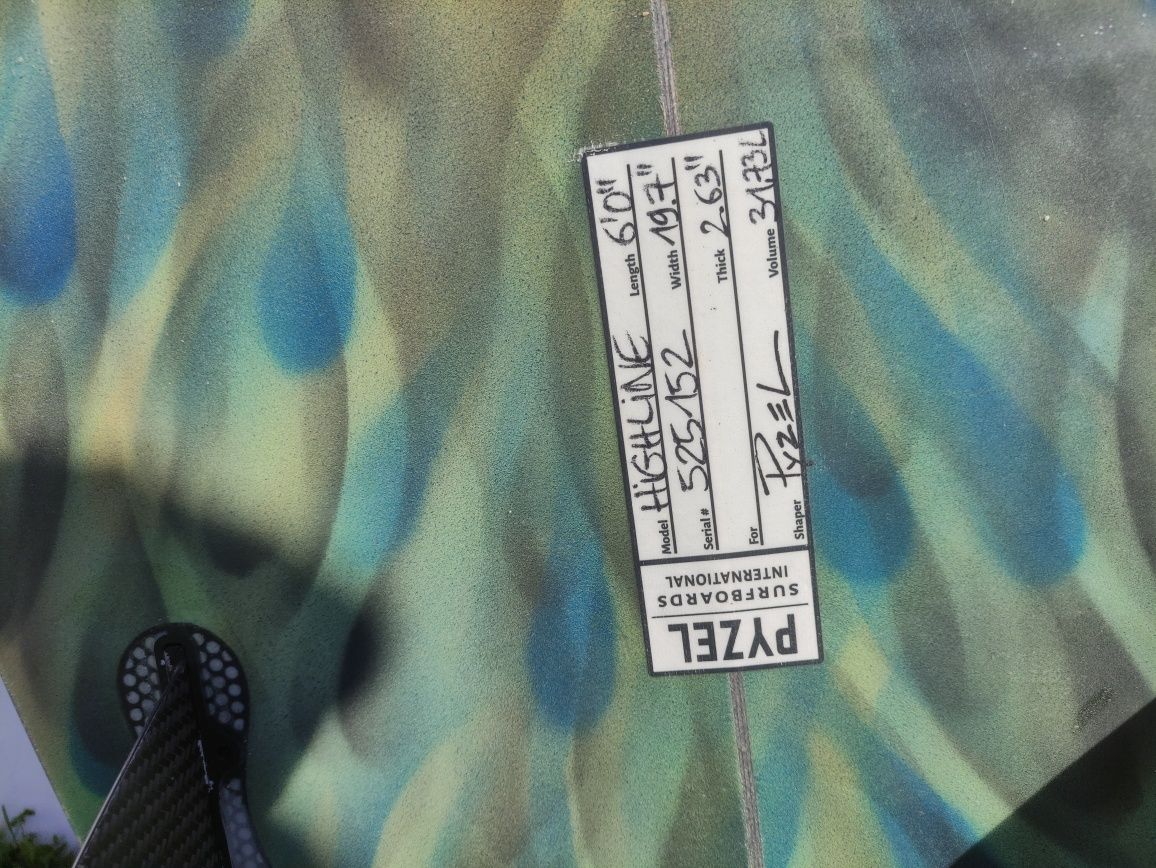 PYZEL
SURFBOARDS
INTERNATIONAL
Model HIGHLINE Length 6'0"
Serial # 525152 Width 19.7"
For Thick 2.63"
Shaper PYZEL Volume 31.73L